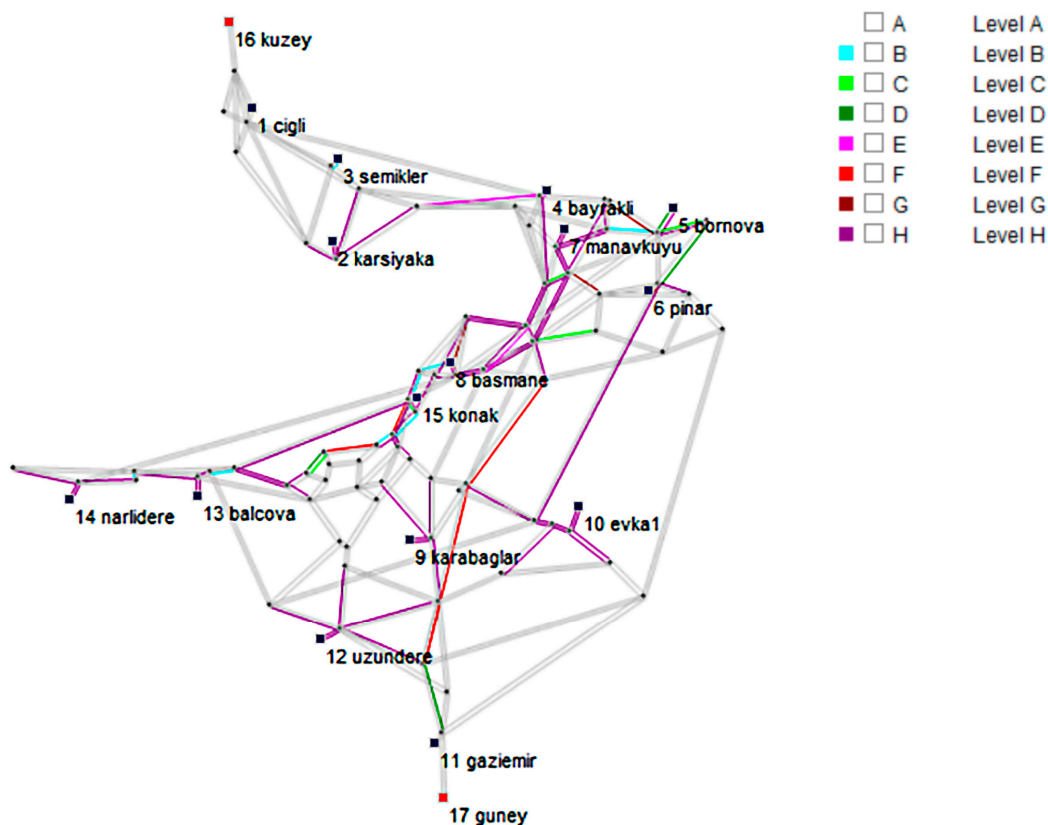 A Level A
B Level B
C Level C
D Level D
E Level E
F Level F
G Level G
H Level H
16 kuzey
1 cigli
3 semikler
4 bayrakli
5 bornova
2 karsiyaka
7 manavkuyu
6 pinar
8 basmane
15 konak
14 narlidere
13 balcova
10 evka1
9 karabaglar
12 uzundere
11 gaziemir
17 guney